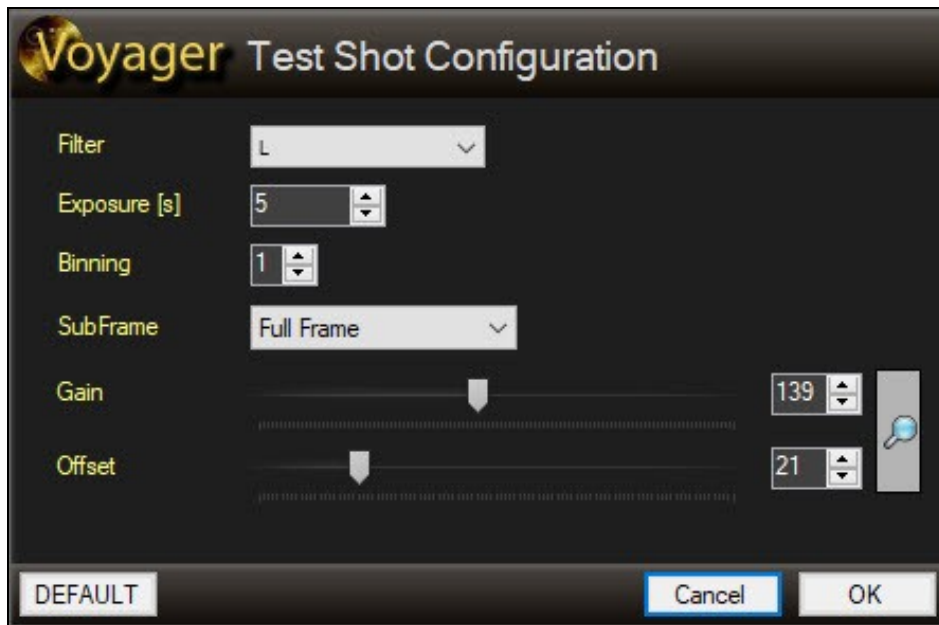 Voyager Test Shot Configuration
Filter L
Exposure [s] 5
Binning 1
SubFrame Full Frame
Gain 139
Offset 21
DEFAULT Cancel OK